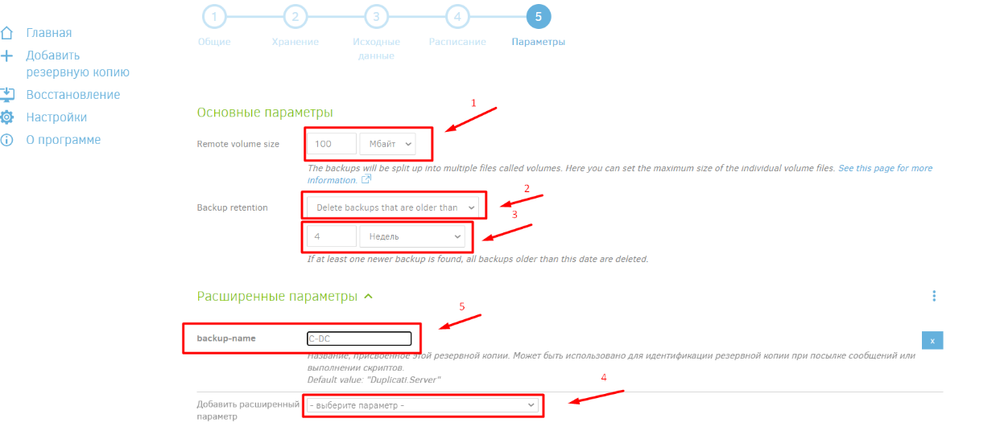 1 2 3 4 5
Общие Хранение Исходные данные Расписание Параметры
Главная
Добавить
резервную копию
Восстановление
Настройки
О программе
Основные параметры
1
Remote volume size 100 Мбайт
The backups will be split up into multiple files called volumes. Here you can set the maximum size of the individual volume files. See this page for more
information.
2
Backup retention Delete backups that are older than
3
4 Недель
If at least one newer backup is found, all backups older than this date are deleted.
Расширенные параметры
5
backup-name C-DC x
Название, присвоенное этой резервной копии. Может быть использовано для идентификации резервной копии при посылке сообщений или
выполнении скриптов.
Default value: "Duplicati.Server"
4
Добавить расширенный
параметр
- выберите параметр -